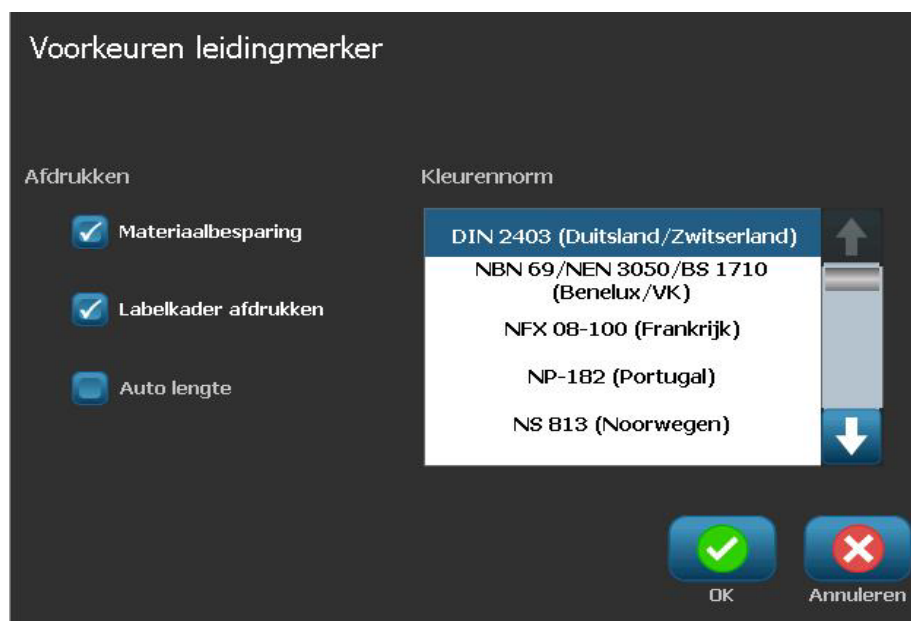 Voorkeuren leidingmerker
Afdrukken
Materiaalbesparing
Labelkader afdrukken
Auto lengte
Kleurennorm
DIN 2403 (Duitsland/Zwitserland)
NBN 69/NEN 3050/BS 1710
(Benelux/VK)
NFX 08-100 (Frankrijk)
NP-182 (Portugal)
NS 813 (Noorwegen)
OK
Annuleren